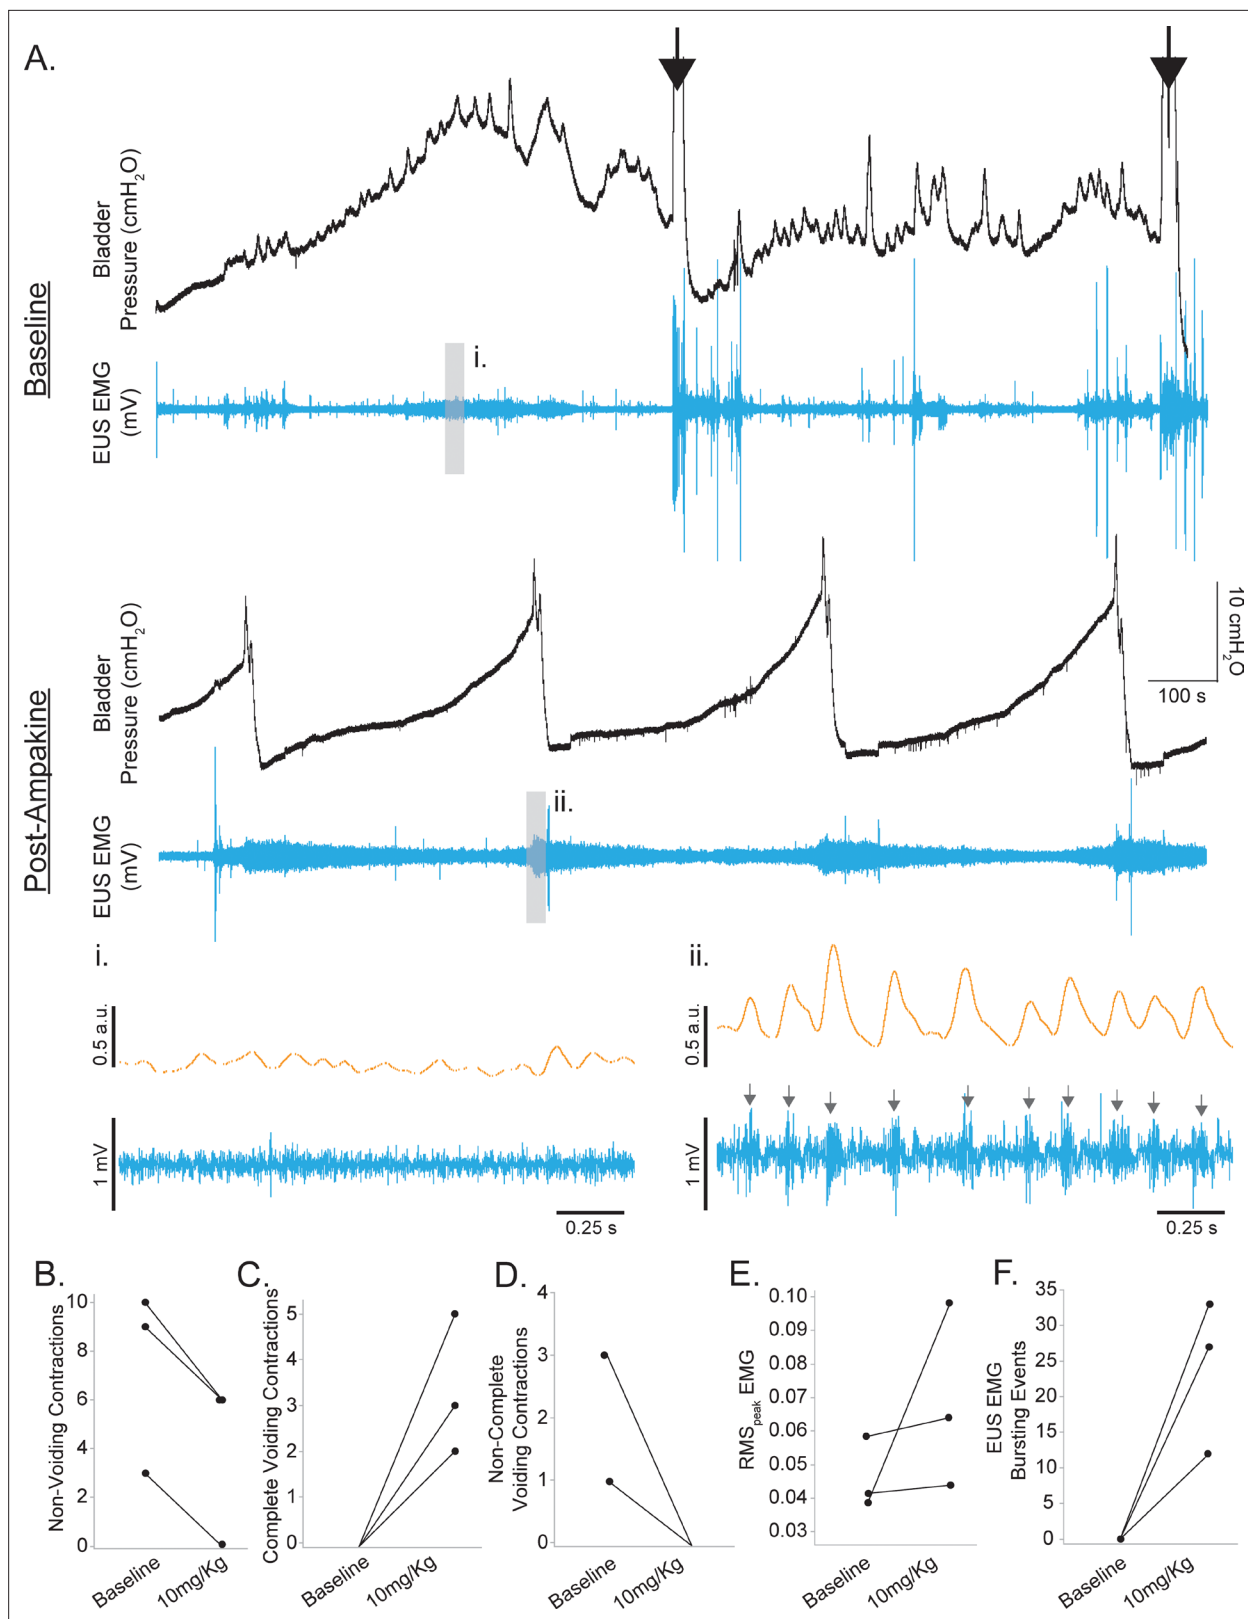 A.
Baseline
Bladder
Pressure (cmH2O)
EUS EMG
(mV)
i.
Post-Ampakine
Bladder
Pressure (cmH2O)
10 cmH2O
100 s
EUS EMG
(mV)
ii.
i.
0.5 a.u.
1 mV
0.25 s
ii.
0.5 a.u.
1 mV
0.25 s
B.
Non-Voiding Contractions
10
8
6
4
2
0
Baseline
10mg/Kg
C.
Complete Voiding Contractions
5
4
3
2
1
0
Baseline
10mg/Kg
D.
Non-Complete
Voiding Contractions
4
3
2
1
0
Baseline
10mg/Kg
E.
RMSpeak EMG
0.10
0.09
0.08
0.07
0.06
0.05
0.04
0.03
Baseline
10mg/Kg
F.
EUS EMG
Bursting Events
35
30
25
20
15
10
5
0
Baseline
10mg/Kg